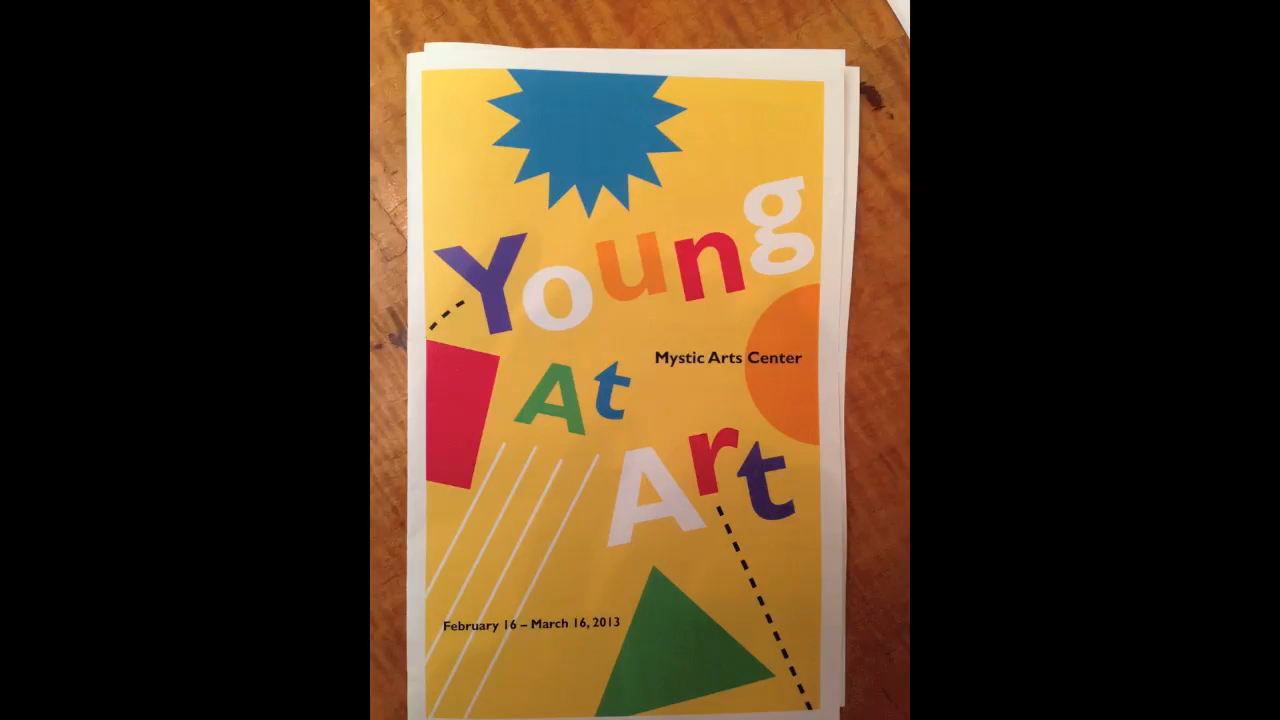 Young
Mystic Arts Center
At
Art
February 16 – March 16, 2013